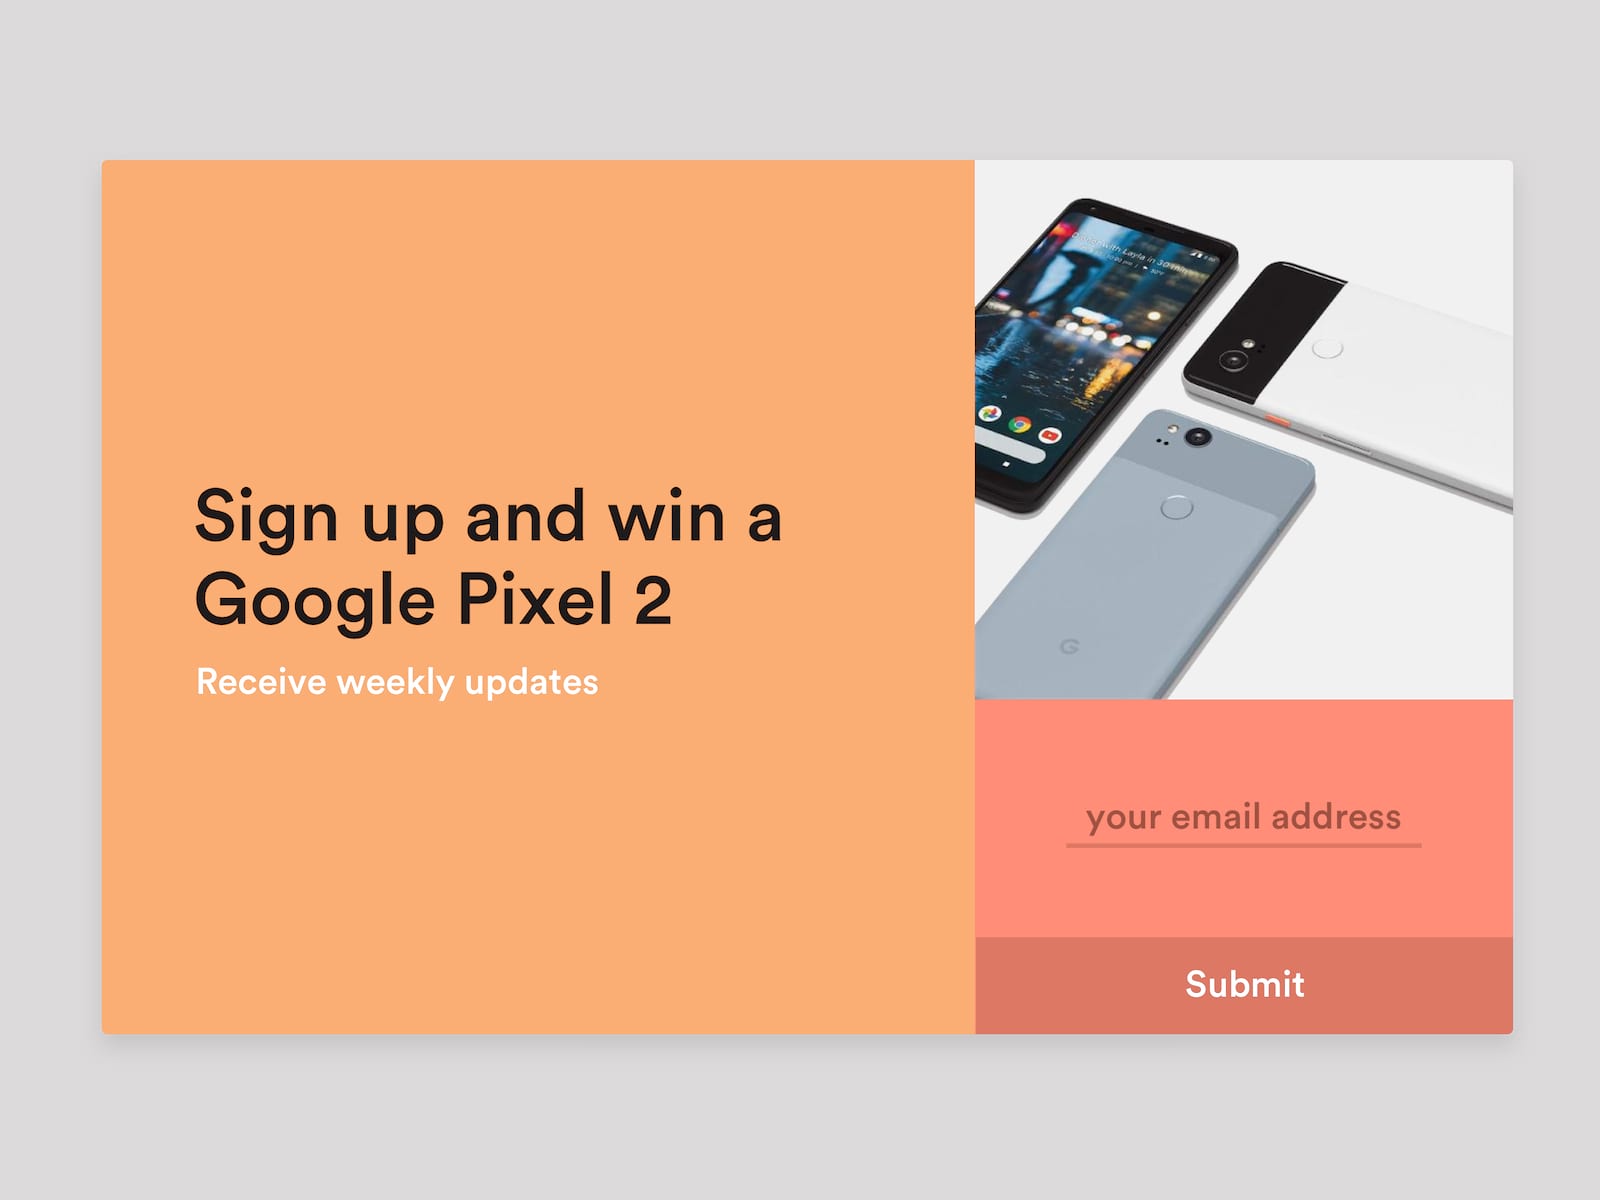 Sign up and win a
Google Pixel 2
Receive weekly updates
your email address
Submit